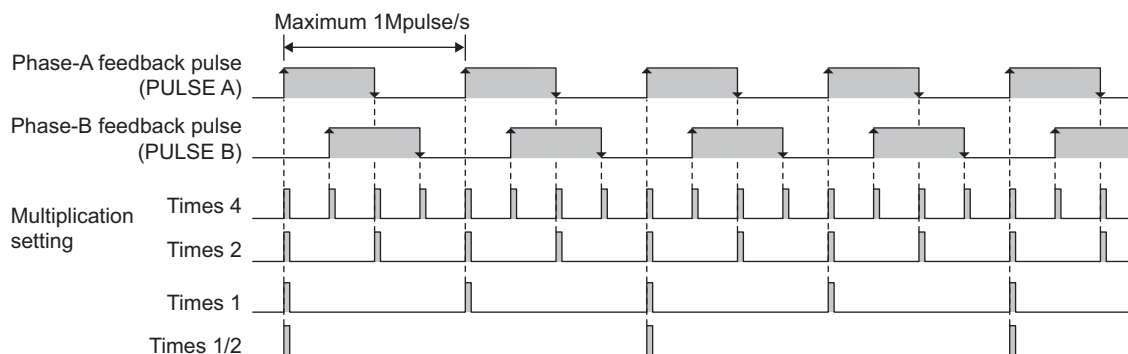 Maximum 1Mpulse/s
Phase-A feedback pulse
(PULSE A)
Phase-B feedback pulse
(PULSE B)
Multiplication
setting
Times 4
Times 2
Times 1
Times 1/2